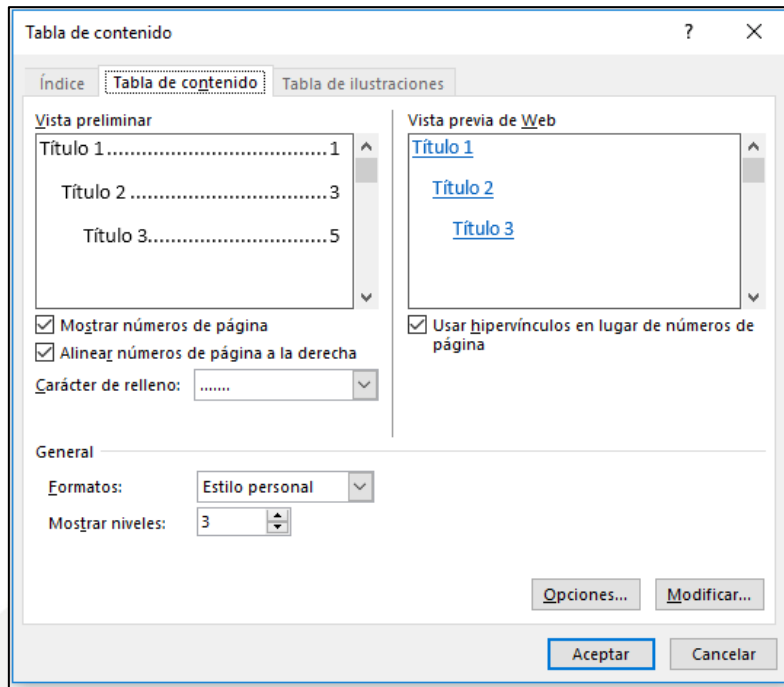 Tabla de contenido
?
Índice
Tabla de contenido
Tabla de ilustraciones
Vista preliminar
Título 1..................................1
Título 2 ..............................3
Título 3...........................5
Mostrar números de página
Alinear números de página a la derecha
Carácter de relleno:
.......
Vista previa de Web
Título 1
Título 2
Título 3
Usar hipervínculos en lugar de números de
página
General
Formatos:
Estilo personal
Mostrar niveles:
3
Opciones...
Modificar...
Aceptar
Cancelar